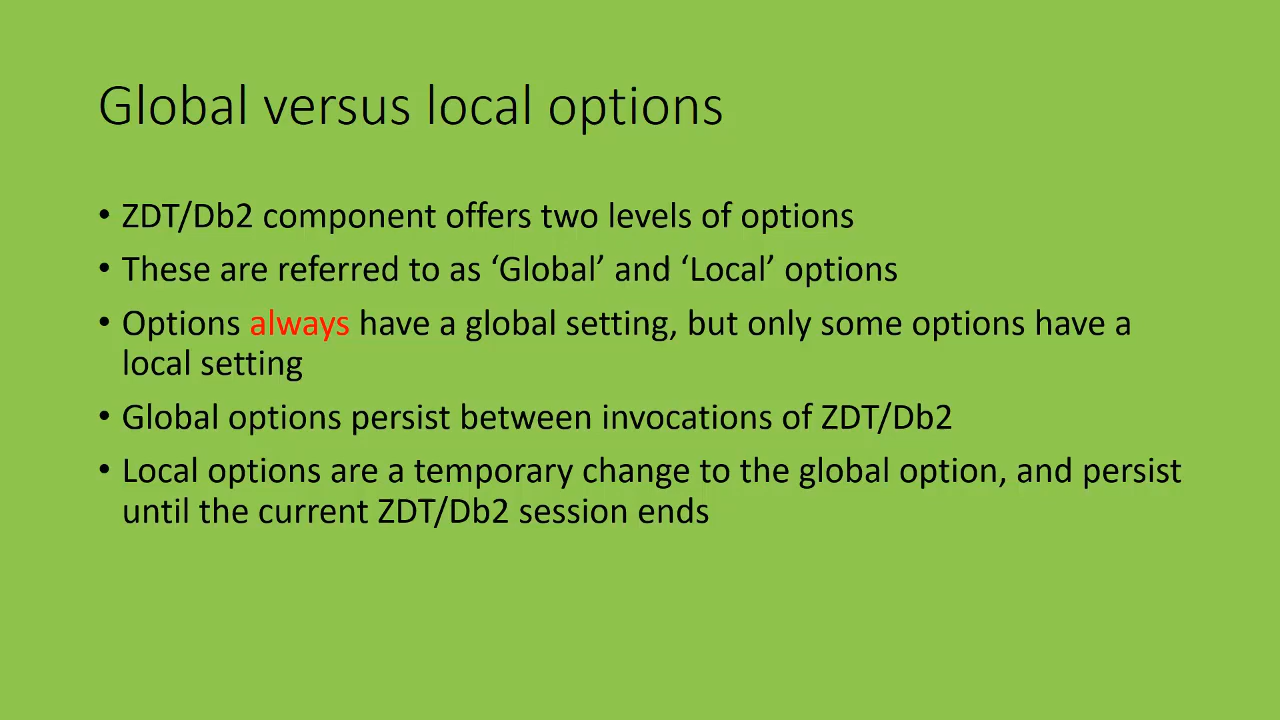 Global versus local options
• ZDT/Db2 component offers two levels of options
• These are referred to as ‘Global’ and ‘Local’ options
• Options always have a global setting, but only some options have a
local setting
• Global options persist between invocations of ZDT/Db2
• Local options are a temporary change to the global option, and persist
until the current ZDT/Db2 session ends